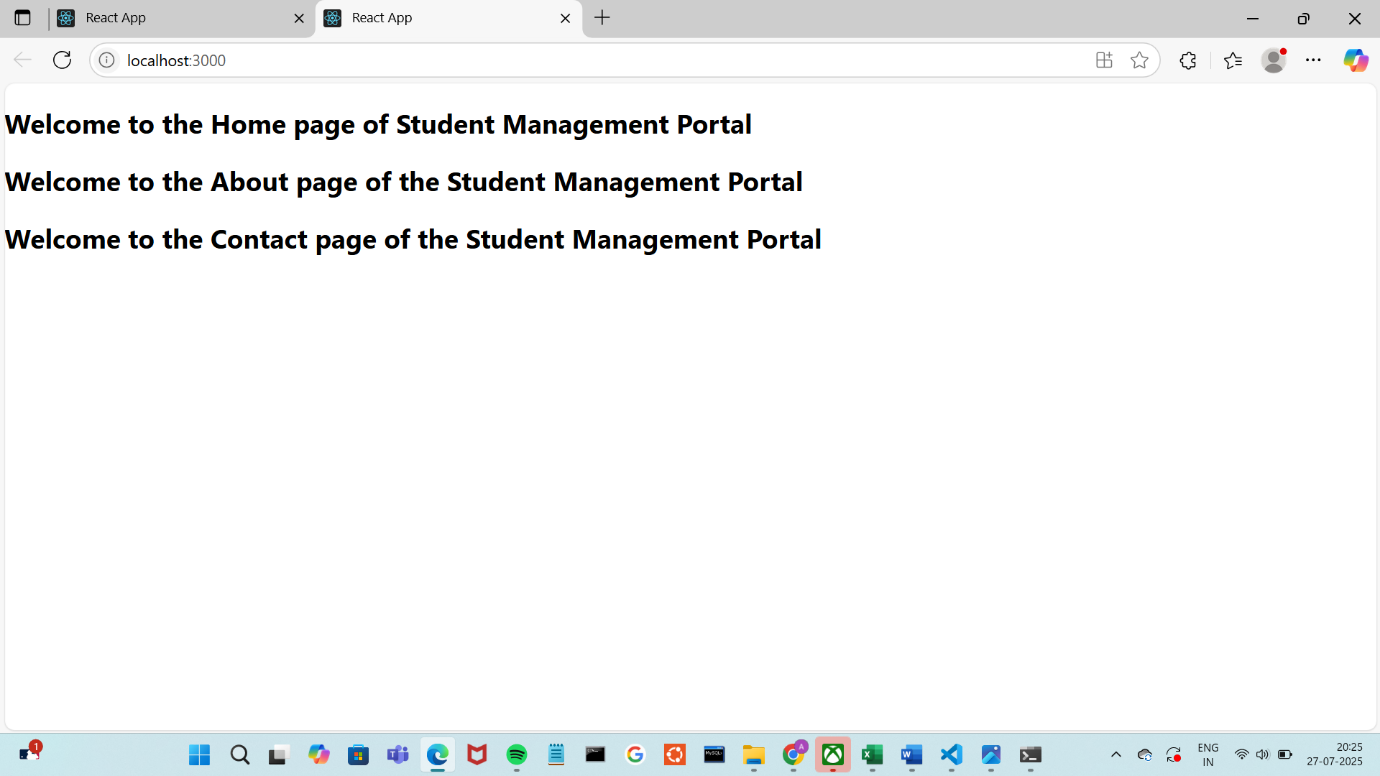 React App
React App
localhost:3000
Welcome to the Home page of Student Management Portal
Welcome to the About page of the Student Management Portal
Welcome to the Contact page of the Student Management Portal
1
A
ENG
IN
20:25
27-07-2025